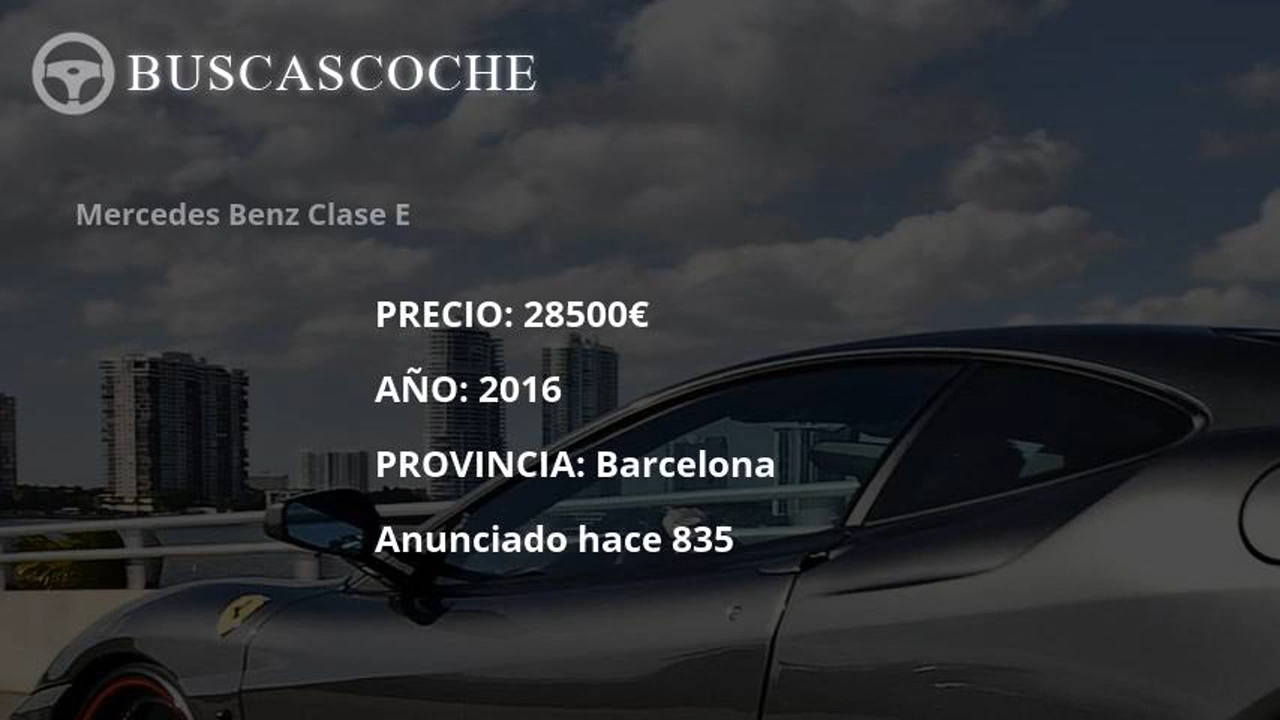 BUSCASCOCHE
Mercedes Benz Clase E
PRECIO: 28500€
AÑO: 2016
PROVINCIA: Barcelona
Anunciado hace 835